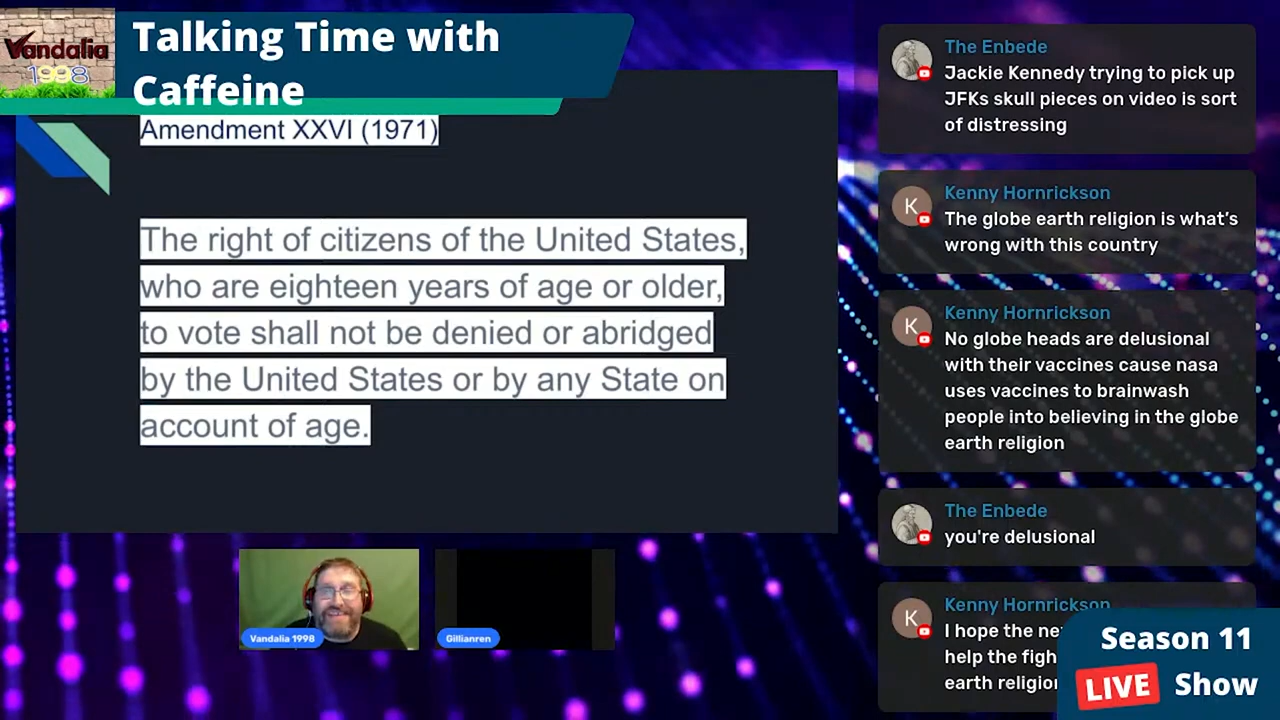 Vandalia
1998
Talking Time with
Caffeine
Amendment XXVI (1971)
The right of citizens of the United States,
who are eighteen years of age or older,
to vote shall not be denied or abridged
by the United States or by any State on
account of age.
Vandalia 1998
Gillianren
The Enbede
Jackie Kennedy trying to pick up
JFKs skull pieces on video is sort
of distressing
K
Kenny Hornrickson
The globe earth religion is what's
wrong with this country
K
Kenny Hornrickson
No globe heads are delusional
with their vaccines cause nasa
uses vaccines to brainwash
people into believing in the globe
earth religion
The Enbede
you're delusional
K
Kenny Hornrickson
I hope the
help the
earth
Season 11
LIVE Show